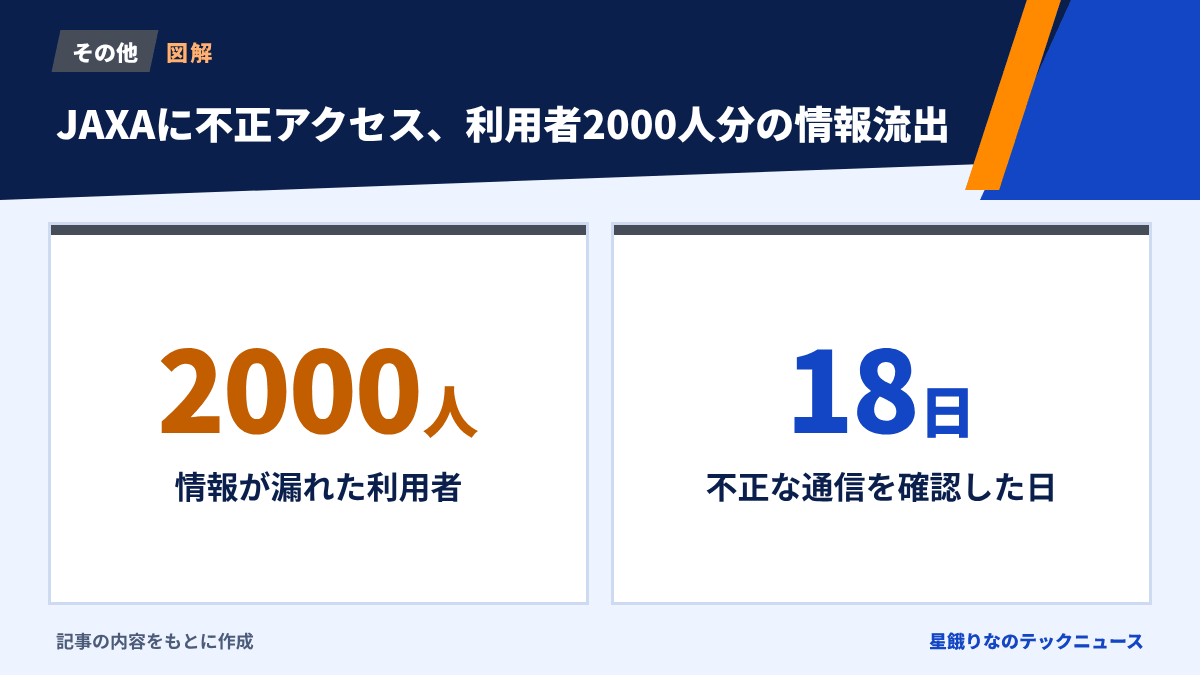 その他 図解
JAXAに不正アクセス、利用者2000人分の情報流出
2000人
情報が漏れた利用者
18日
不正な通信を確認した日
記事の内容をもとに作成
星餓りなのテックニュース